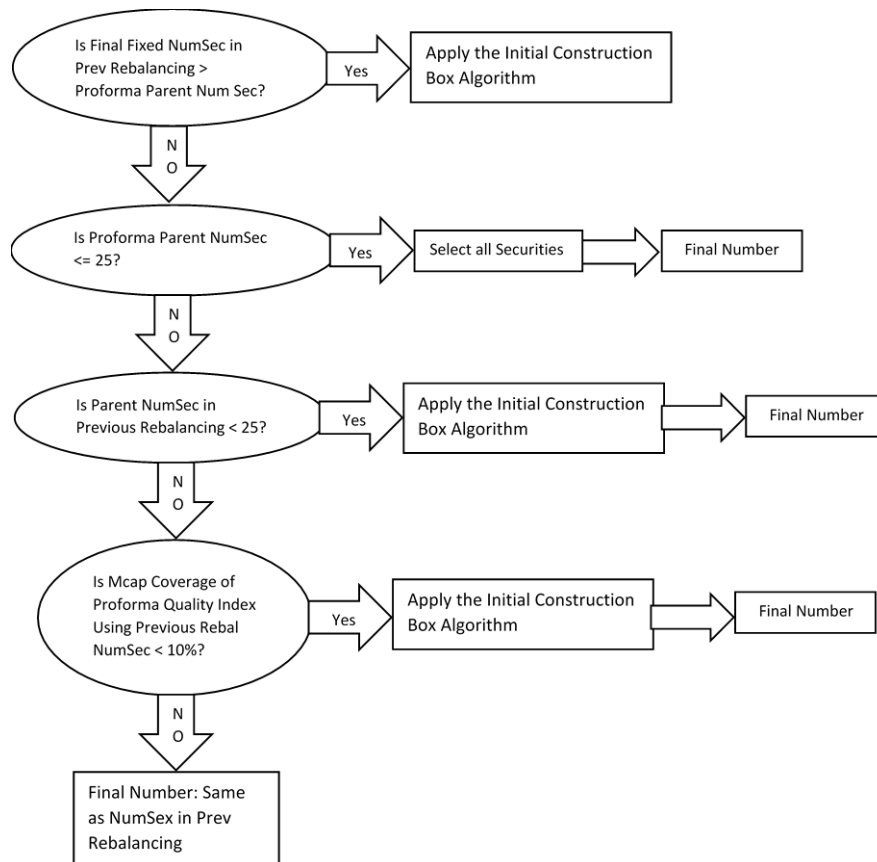 Is Final Fixed NumSec in
Prev Rebalancing >
Proforma Parent Num Sec?
Yes
Apply the Initial Construction
Box Algorithm
N
O
Is Proforma Parent NumSec
<= 25?
Yes
Select all Securities
Final Number
N
O
Is Parent NumSec in
Previous Rebalancing < 25?
Yes
Apply the Initial Construction
Box Algorithm
Final Number
N
O
Is Mcap Coverage of
Proforma Quality Index
Using Previous Rebal
NumSec < 10%?
Yes
Apply the Initial Construction
Box Algorithm
Final Number
N
O
Final Number: Same
as NumSex in Prev
Rebalancing